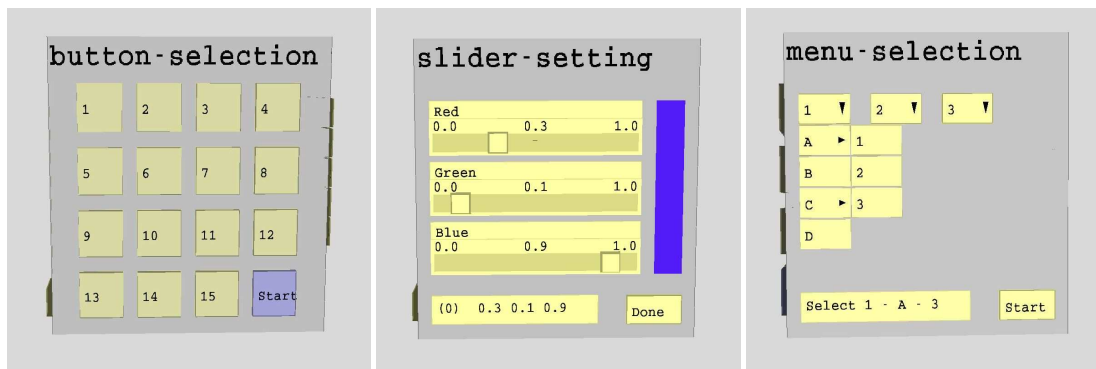 button-selection
1 2 3 4
5 6 7 8
9 10 11 12
13 14 15 Start
slider-setting
Red
0.0 0.3 1.0
Green
0.0 0.1 1.0
Blue
0.0 0.9 1.0
(0) 0.3 0.1 0.9 Done
menu-selection
1 2 3
A 1
B 2
C 3
D
Select 1 - A - 3 Start